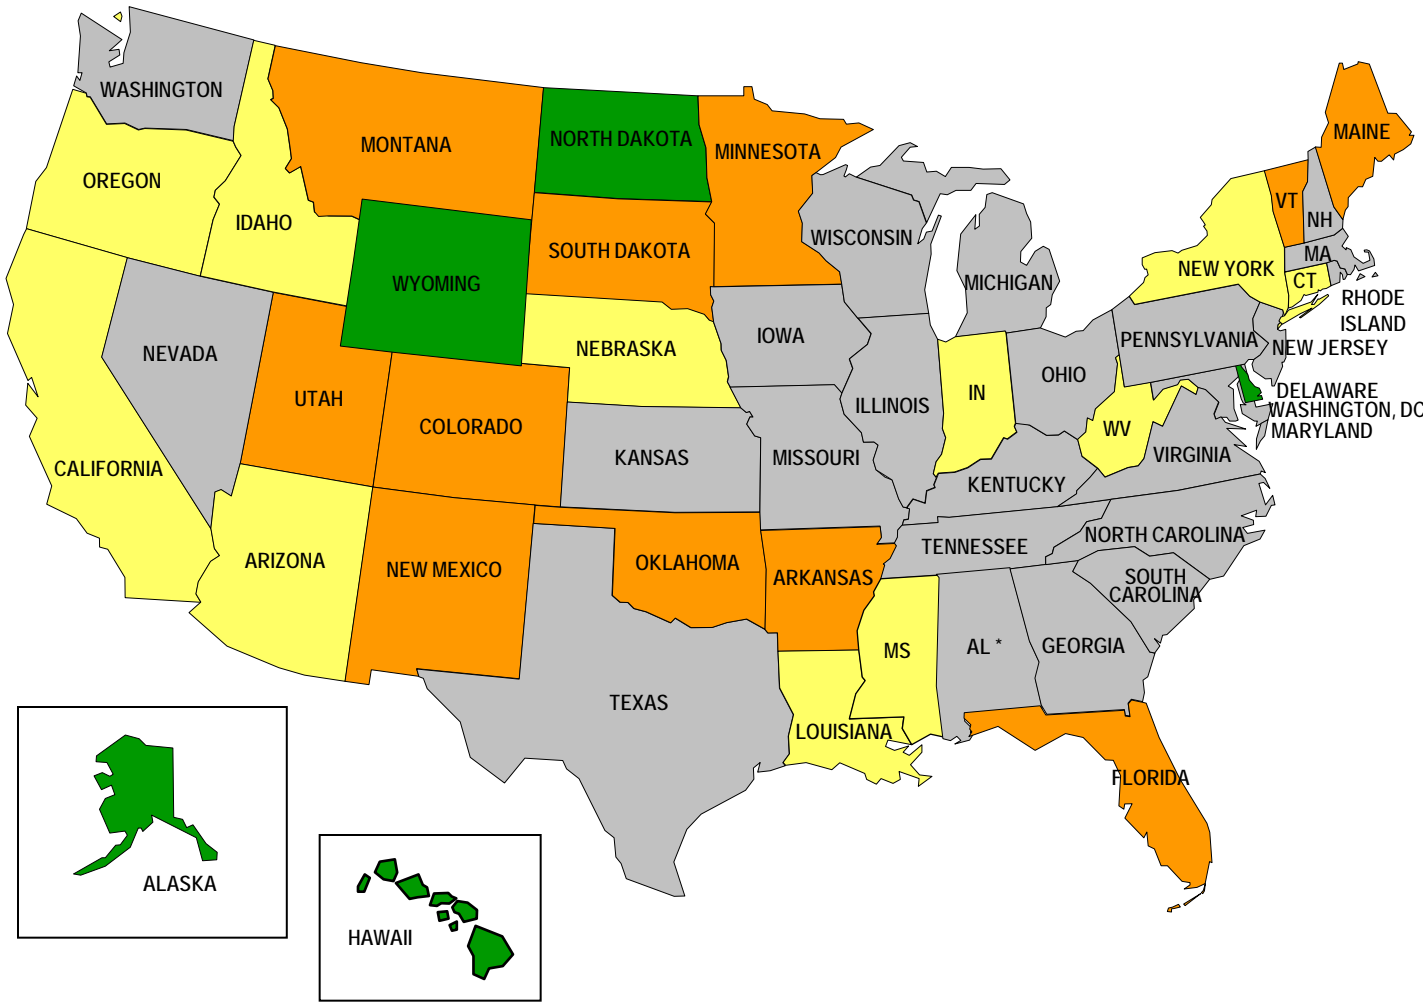 WASHINGTON
MONTANA
NORTH DAKOTA
MINNESOTA
MAINE
OREGON
IDAHO
VT
NH
WISCONSIN
SOUTH DAKOTA
MA
NEW YORK
WYOMING
MICHIGAN
CT
RHODE
ISLAND
IOWA
PENNSYLVANIA
NEW JERSEY
NEVADA
NEBRASKA
OHIO
IN
DELAWARE
UTAH
ILLINOIS
WASHINGTON, DC
COLORADO
WV
MARYLAND
KANSAS
MISSOURI
VIRGINIA
CALIFORNIA
KENTUCKY
NORTH CAROLINA
TENNESSEE
ARIZONA
NEW MEXICO
OKLAHOMA
ARKANSAS
SOUTH
CAROLINA
MS
AL *
GEORGIA
TEXAS
LOUISIANA
FLORIDA
ALASKA
HAWAII